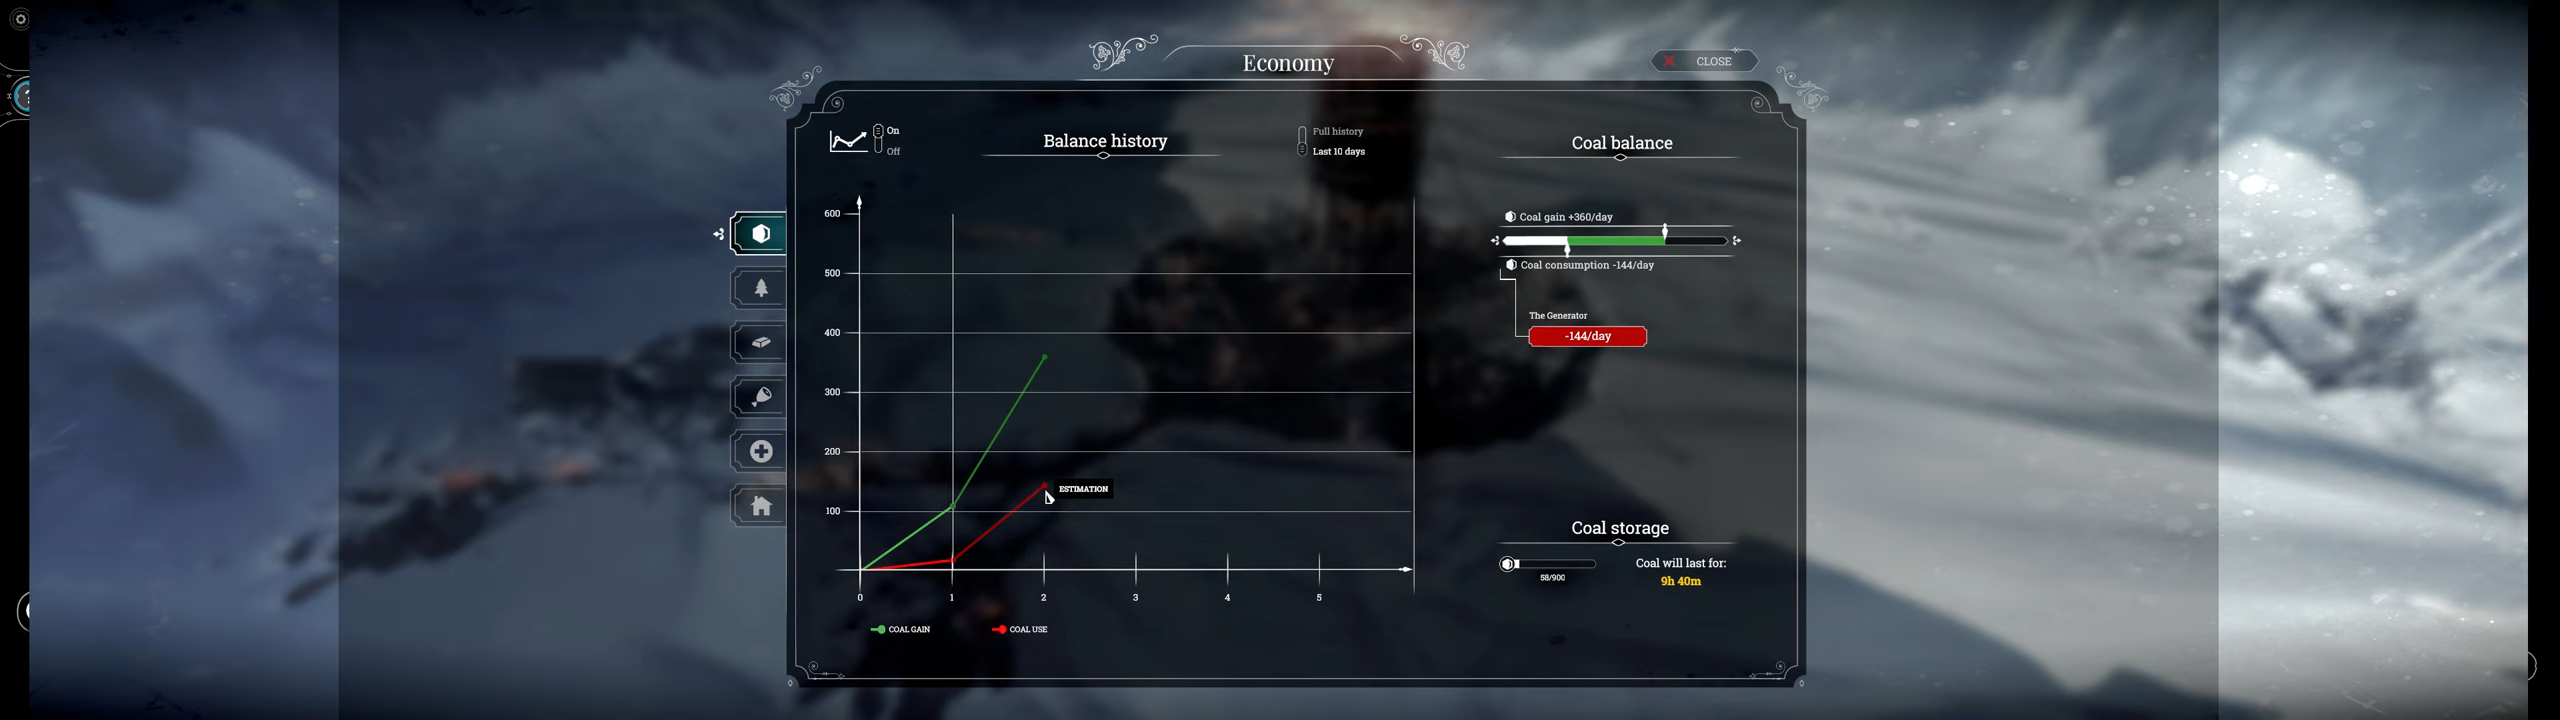 Economy
CLOSE
On
Off
Balance history
Full history
Last 10 days
Coal balance
600
500
400
300
200
100
0
1
2
3
4
5
ESTIMATION
COAL GAIN
COAL USE
Coal gain +360/day
Coal consumption -144/day
The Generator
-144/day
Coal storage
58/900
Coal will last for:
9h 40m